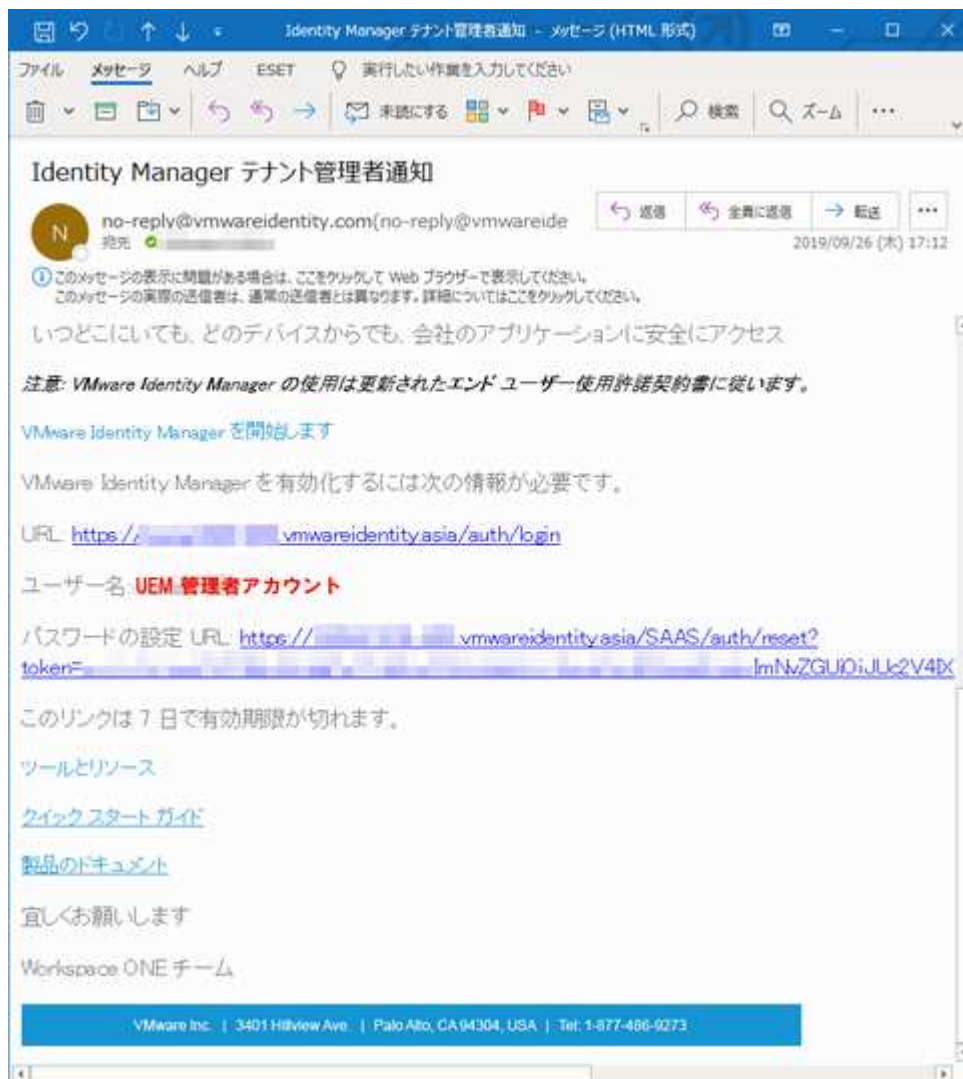 Identity Manager テナント管理者通知 - メッセージ (HTML 形式)
ファイル メッセージ ヘルプ ESET 実行したい作業を入力してください
未読にする 検索 ズーム ...
Identity Manager テナント管理者通知
N
no-reply@vmwareidentity.com(no-reply@vmwareide
返信 全員に返信 転送 ...
宛先
2019/09/26 (木) 17:12
このメッセージの表示に問題がある場合は、ここをクリックして Web ブラウザーで表示してください。
このメッセージの実際の送信者は、通常の送信者とは異なります。詳細についてはここをクリックしてください。
いつどこにいても、どのデバイスからでも、会社のアプリケーションに安全にアクセス
注意: VMware Identity Manager の使用は更新されたエンド ユーザー使用許諾契約書に従います。
VMware Identity Manager を開始します
VMware Identity Manager を有効化するには次の情報が必要です。
URL: https:// .vmwareidentity.asia/auth/login
ユーザー名: UEM 管理者アカウント
パスワードの設定 URL: https:// .vmwareidentity.asia/SAAS/auth/reset?
token=
このリンクは 7 日で有効期限が切れます。
ツールとリソース
クイック スタート ガイド
製品のドキュメント
宜しくお願いします
Workspace ONE チーム
VMware Inc. | 3401 Hillview Ave. | Palo Alto, CA 94304, USA | Tel: 1-877-486-9273